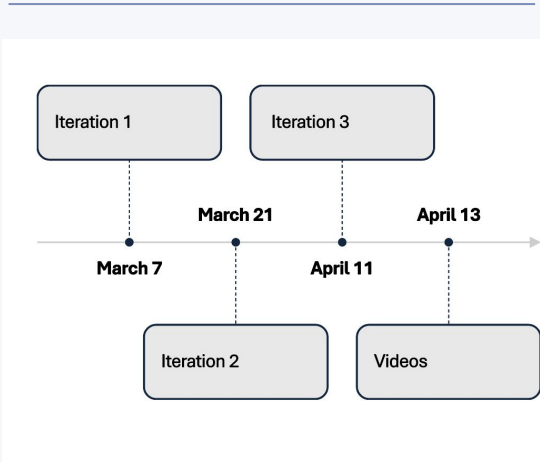 Iteration 1
Iteration 3
March 21
April 13
March 7
April 11
Iteration 2
Videos